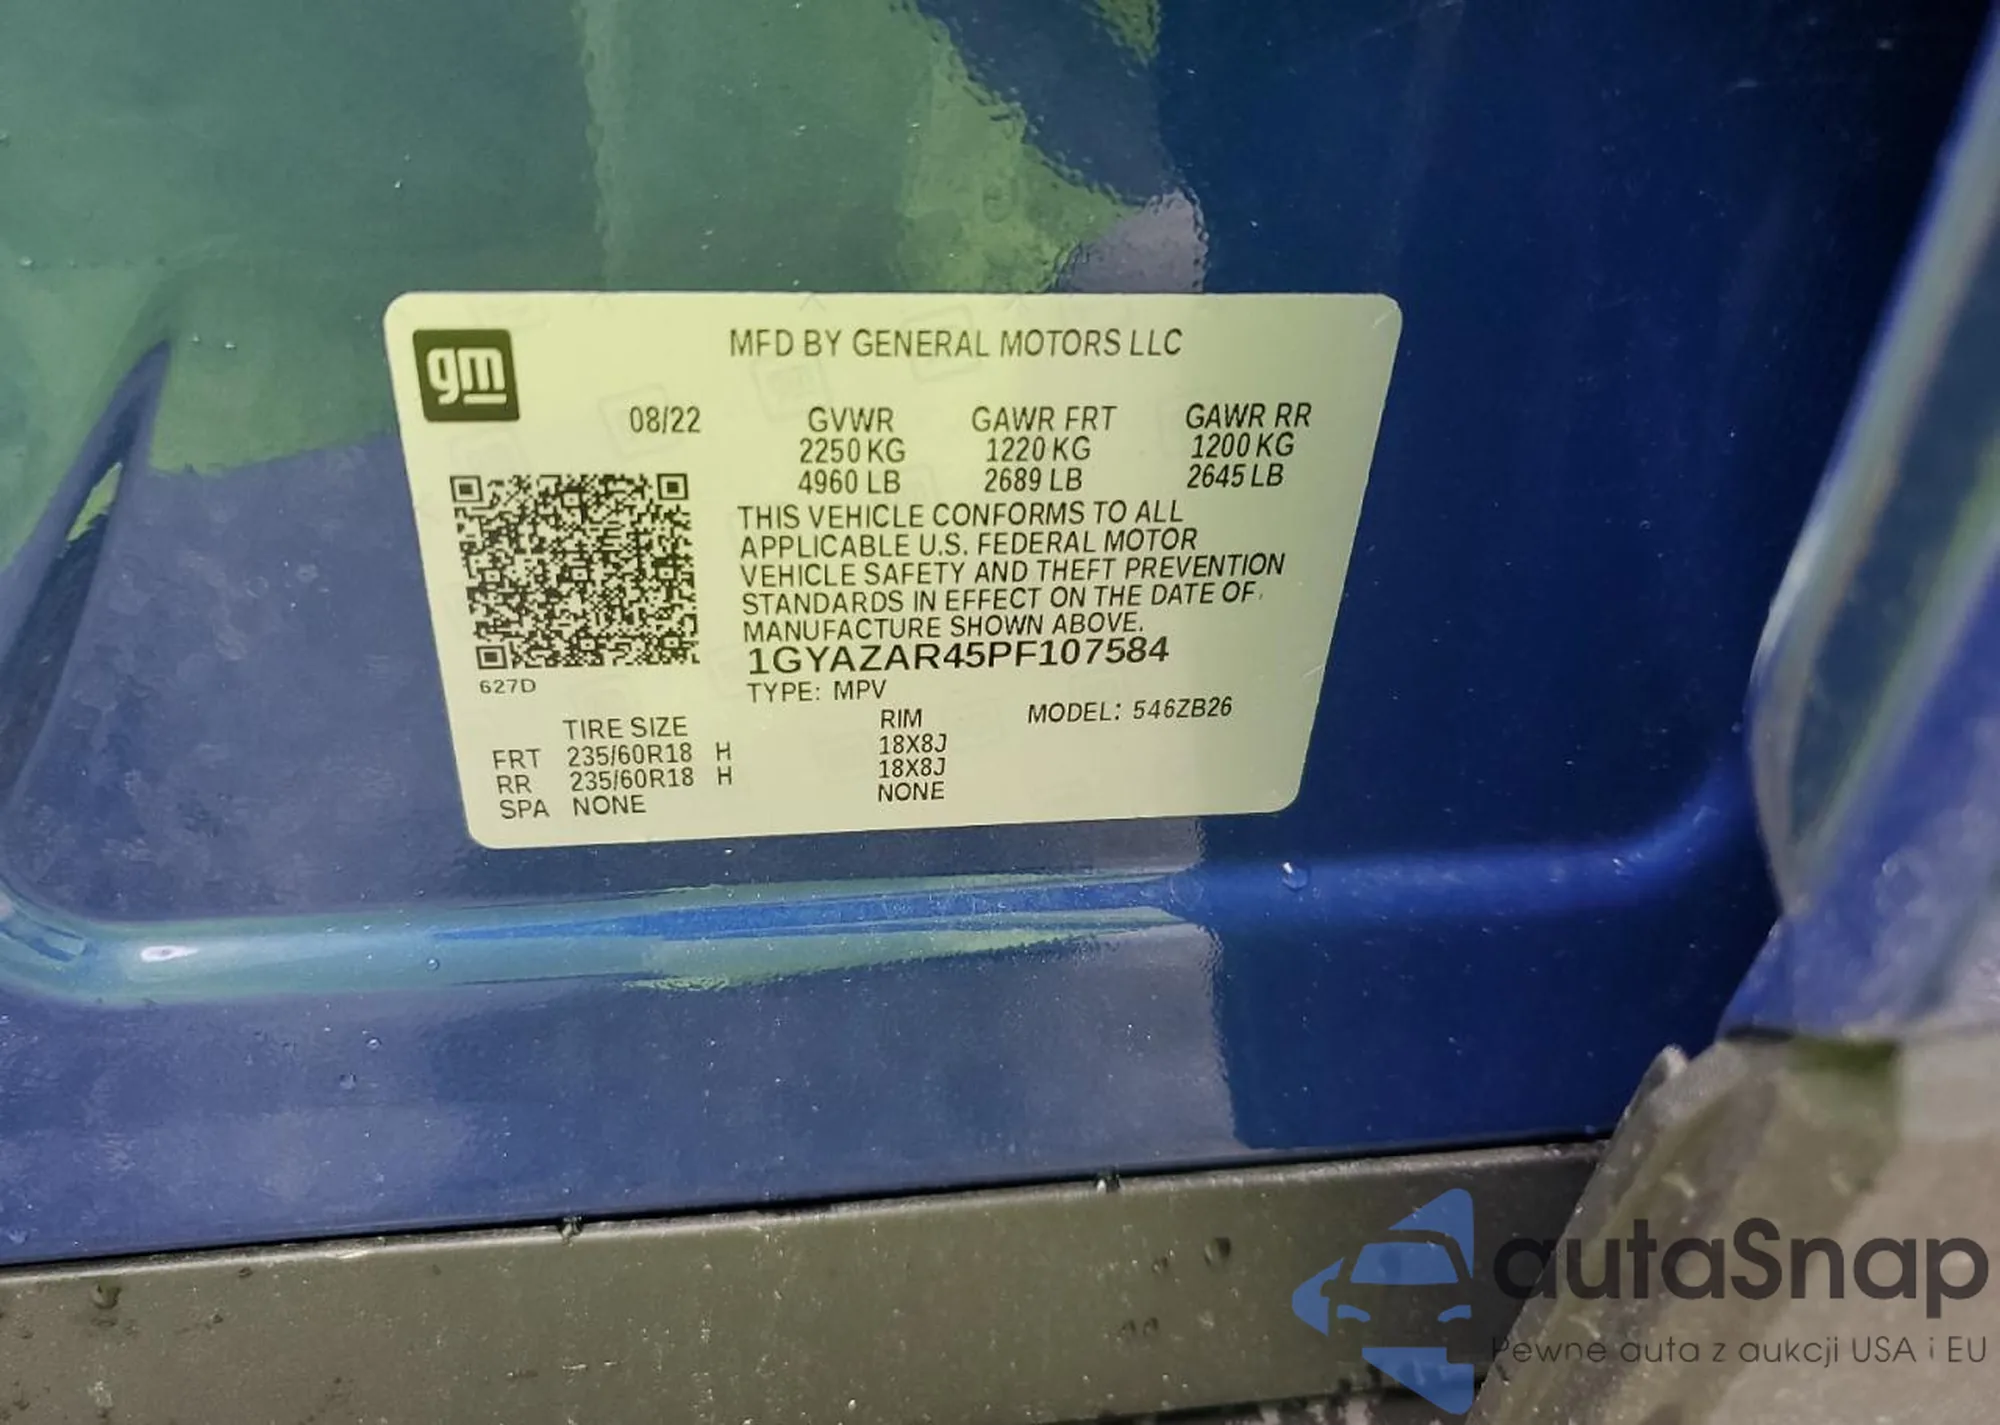 gm
MFD BY GENERAL MOTORS LLC
08/22 GVWR GAWR FRT GAWR RR
2250 KG 1220 KG 1200 KG
4960 LB 2689 LB 2645 LB
THIS VEHICLE CONFORMS TO ALL
APPLICABLE U.S. FEDERAL MOTOR
VEHICLE SAFETY AND THEFT PREVENTION
STANDARDS IN EFFECT ON THE DATE OF
MANUFACTURE SHOWN ABOVE.
1GYAZAR45PF107584
627D
TYPE: MPV
TIRE SIZE RIM MODEL: 546ZB26
FRT 235/60R18 H 18X8J
RR 235/60R18 H 18X8J
SPA NONE NONE
autaSnap
Pewne auta z aukcji USA i EU